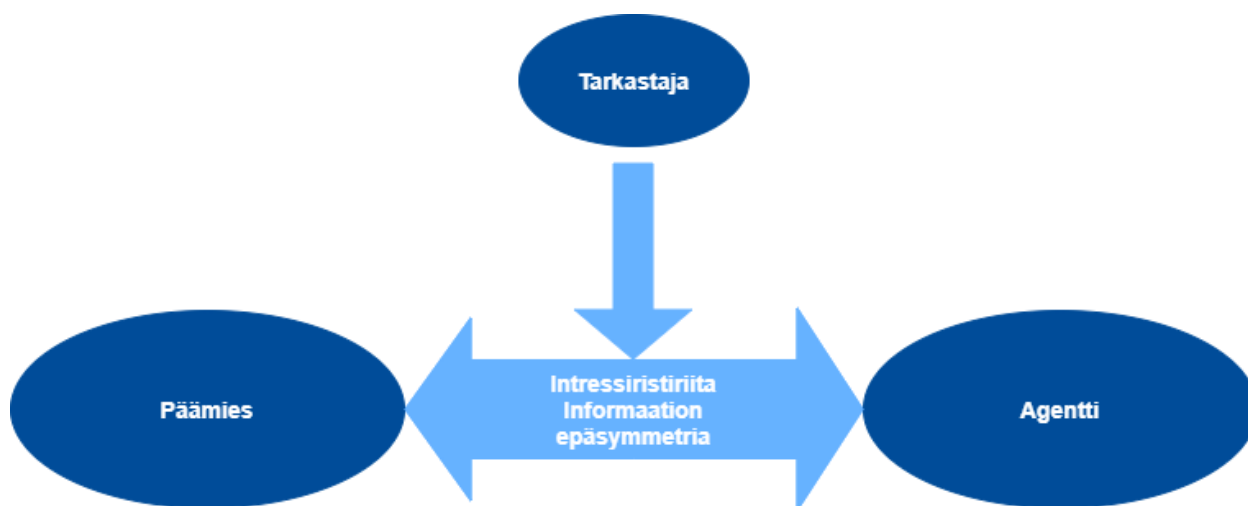 Tarkastaja
Intressiristiriita
Informaation
epäsymmetria
Päämies
Agentti